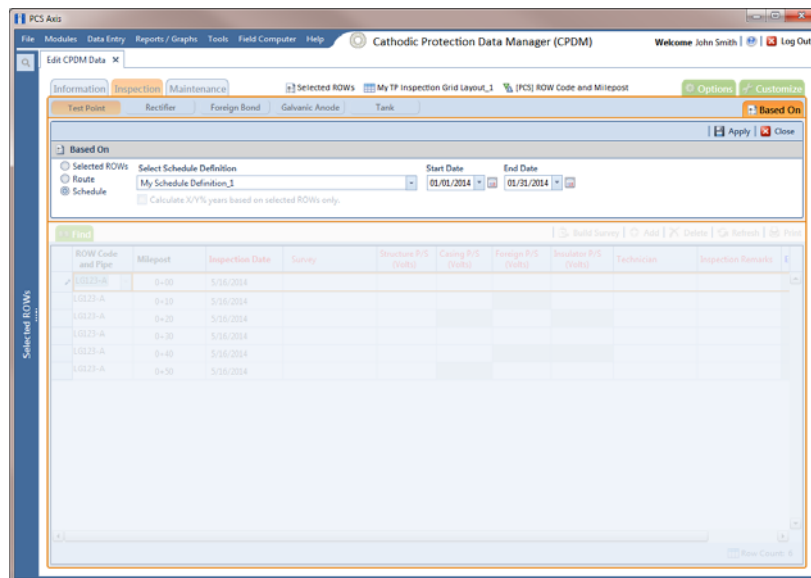 PCS Axis
File Modules Data Entry Reports / Graphs Tools Field Computer Help Cathodic Protection Data Manager (CPDM) Welcome John Smith Log Out
Edit CPDM Data
Information Inspection Maintenance Selected ROWs My TP Inspection Grid Layout_1 [PCS] ROW Code and Milepost Options Customize
Test Point Rectifier Foreign Bond Galvanic Anode Tank Based On
Apply Close
Based On
Selected ROWs Select Schedule Definition Start Date End Date
Route My Schedule Definition_1 01/01/2014 01/31/2014
Schedule
Calculate X/Y% years based on selected ROWs only.
Find Build Survey Add Delete Refresh Print
ROW Code Structure P/S Casing P/S Foreign P/S Insulator P/S
and Pipe Milepost Inspection Date Survey (Volts) (Volts) (Volts) (Volts) Technician Inspection Remarks
LG123-A 0+00 5/16/2014
LG123-A 0+10 5/16/2014
LG123-A 0+20 5/16/2014
LG123-A 0+30 5/16/2014
LG123-A 0+40 5/16/2014
LG123-A 0+50 5/16/2014
Row Count: 6
Selected ROWs